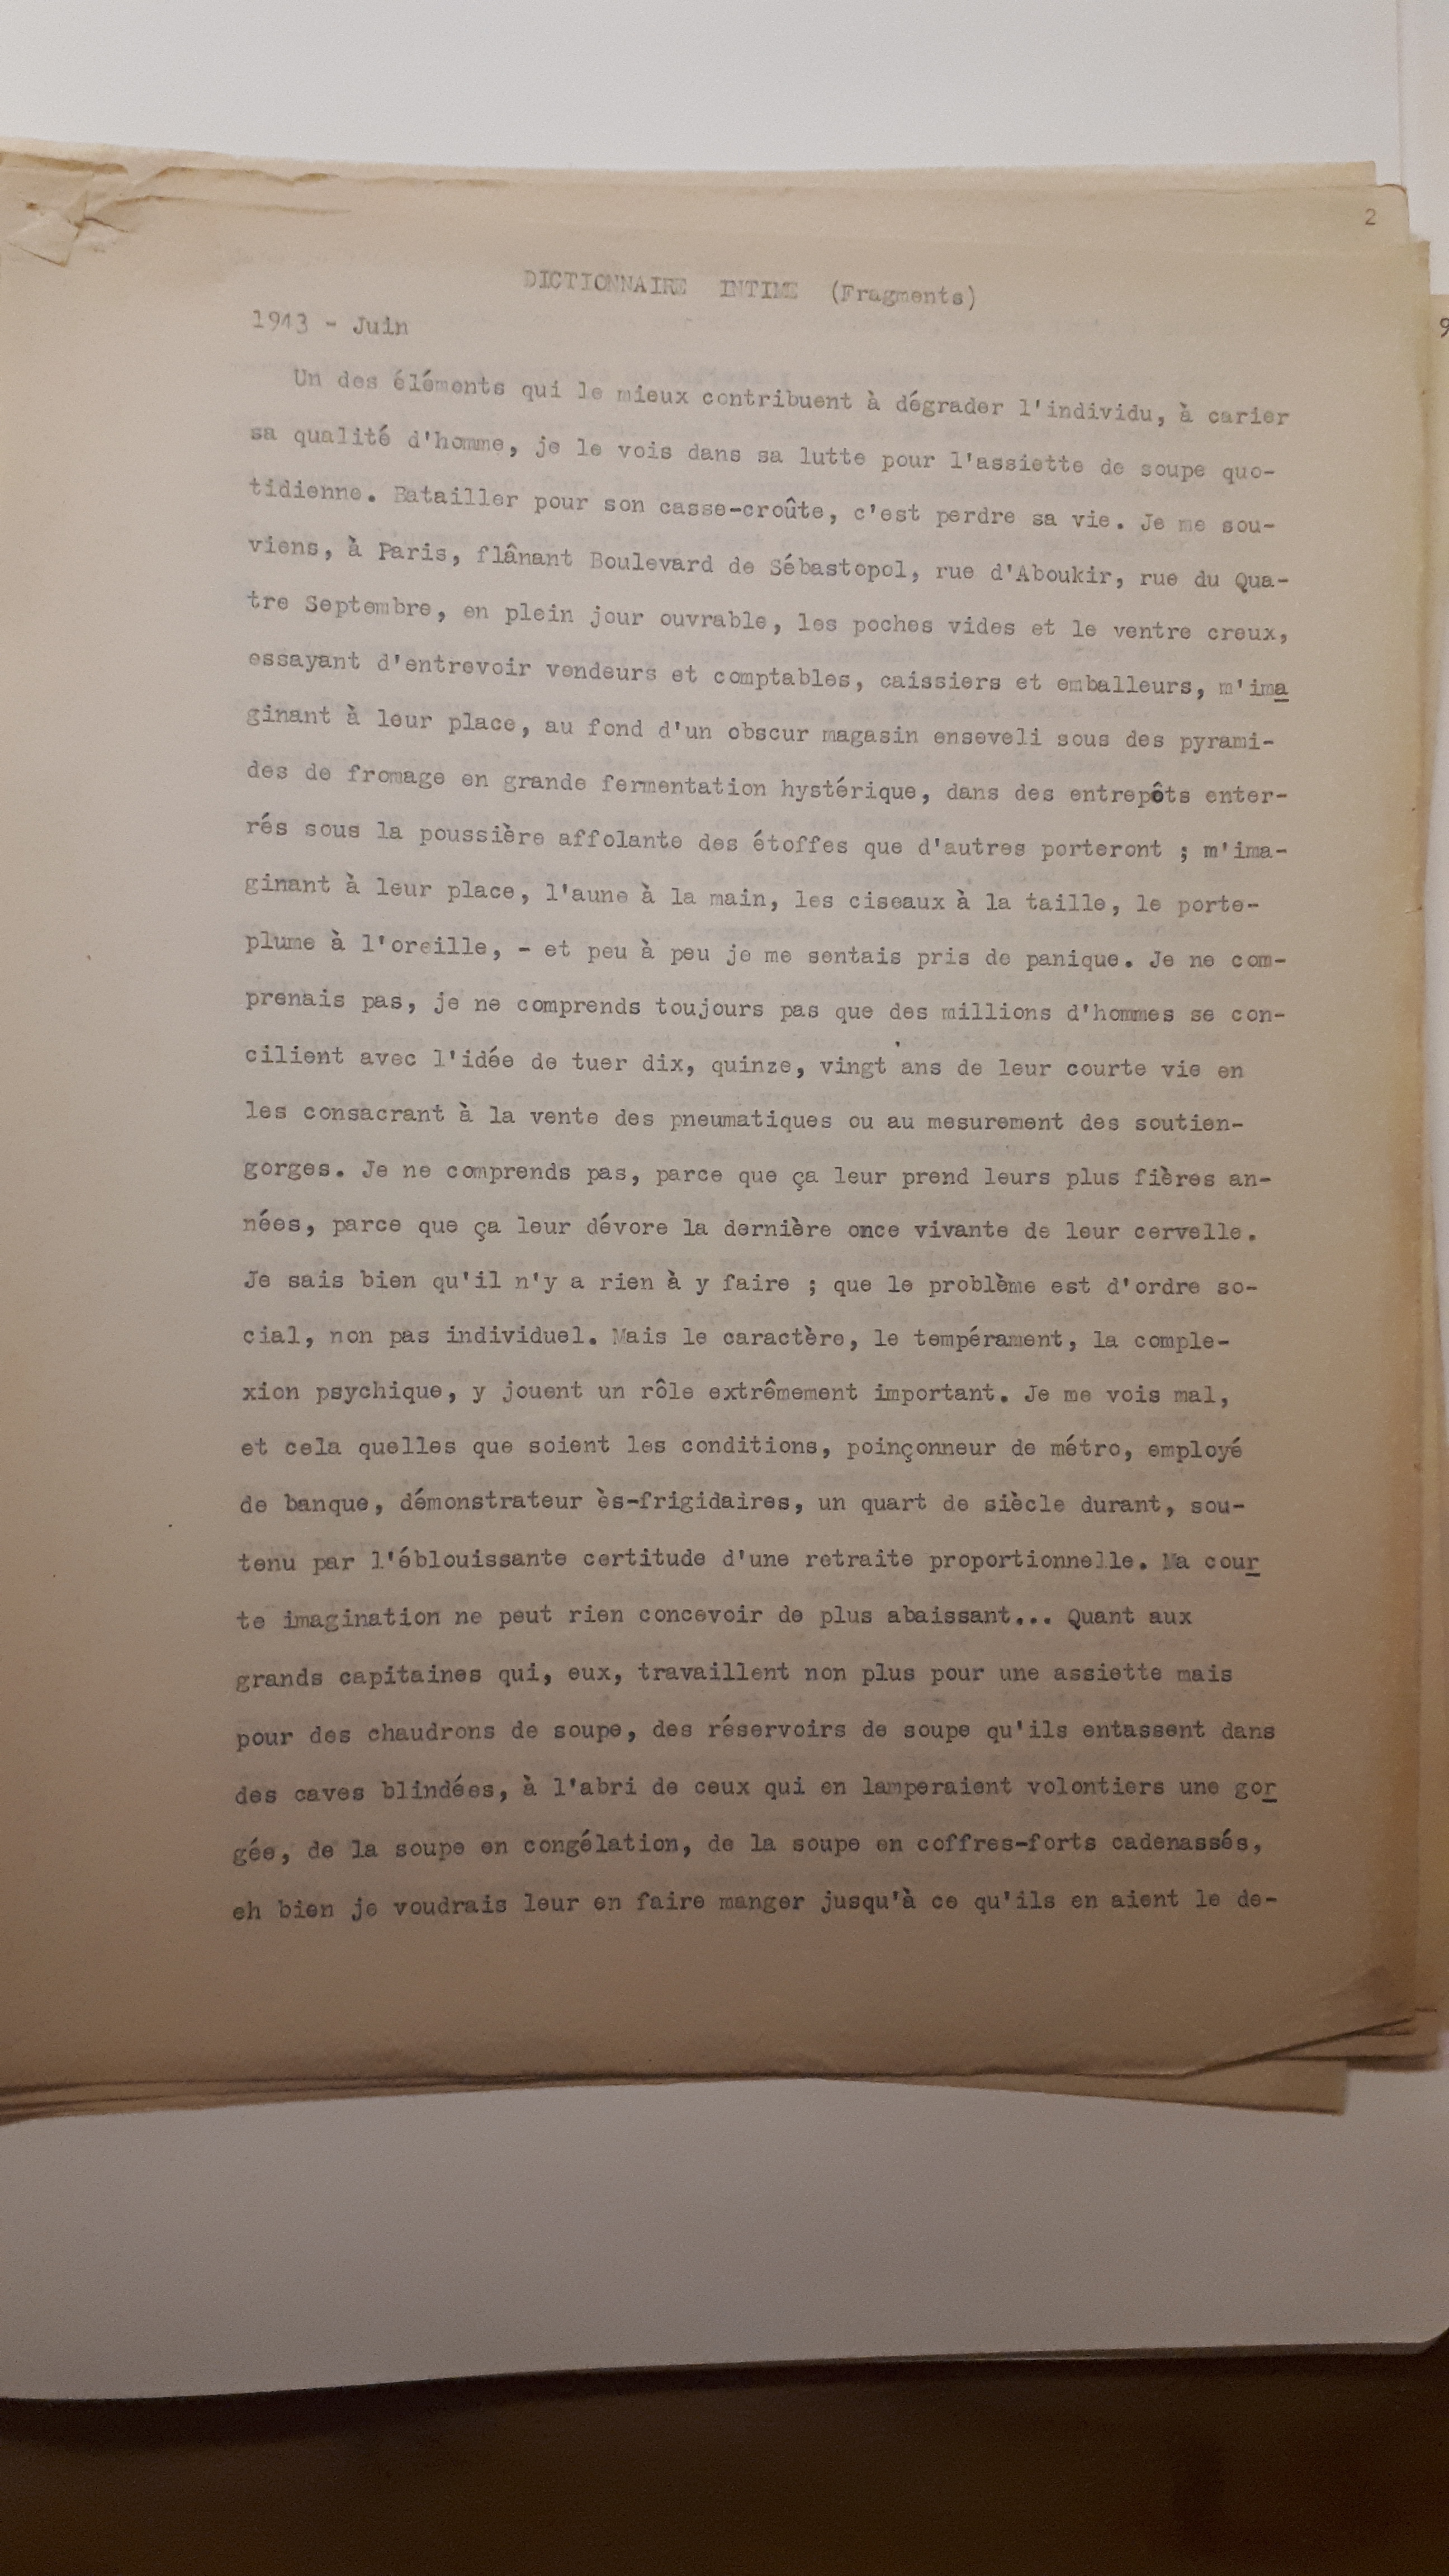 2
DICTIONNAIRE INTIME (Fragments)
9
1943 - Juin
Un des éléments qui le mieux contribuent à dégrader l'individu, à carier
sa qualité d'homme, je le vois dans sa lutte pour l'assiette de soupe quo-
tidienne. Batailler pour son casse-croûte, c'est perdre sa vie. Je me sou-
viens, à Paris, flânant Boulevard de Sébastopol, rue d'Aboukir, rue du Qua-
tre Septembre, en plein jour ouvrable, les poches vides et le ventre creux,
essayant d'entrevoir vendeurs et comptables, caissiers et emballeurs, m'ima
ginant à leur place, au fond d'un obscur magasin enseveli sous des pyrami-
des de fromage en grande fermentation hystérique, dans des entrepôts enter-
rés sous la poussière affolante des étoffes que d'autres porteront ; m'ima-
ginant à leur place, l'aune à la main, les ciseaux à la taille, le porte-
plume à l'oreille, - et peu à peu je me sentais pris de panique. Je ne com-
prenais pas, je ne comprends toujours pas que des millions d'hommes se con-
cilient avec l'idée de tuer dix, quinze, vingt ans de leur courte vie en
les consacrant à la vente des pneumatiques ou au mesurement des soutien-
gorges. Je ne comprends pas, parce que ça leur prend leurs plus fières an-
nées, parce que ça leur dévore la dernière once vivante de leur cervelle.
Je sais bien qu'il n'y a rien à y faire ; que le problème est d'ordre so-
cial, non pas individuel. Mais le caractère, le tempérament, la comple-
xion psychique, y jouent un rôle extrêmement important. Je me vois mal,
et cela quelles que soient les conditions, poinçonneur de métro, employé
de banque, démonstrateur ès-frigidaires, un quart de siècle durant, sou-
tenu par l'éblouissante certitude d'une retraite proportionnelle. Ma cour
te imagination ne peut rien concevoir de plus abaissant... Quant aux
grands capitaines qui, eux, travaillent non plus pour une assiette mais
pour des chaudrons de soupe, des réservoirs de soupe qu'ils entassent dans
des caves blindées, à l'abri de ceux qui en lamperaient volontiers une gor
gée, de la soupe en congélation, de la soupe en coffres-forts cadenassés,
eh bien je voudrais leur en faire manger jusqu'à ce qu'ils en aient le de-